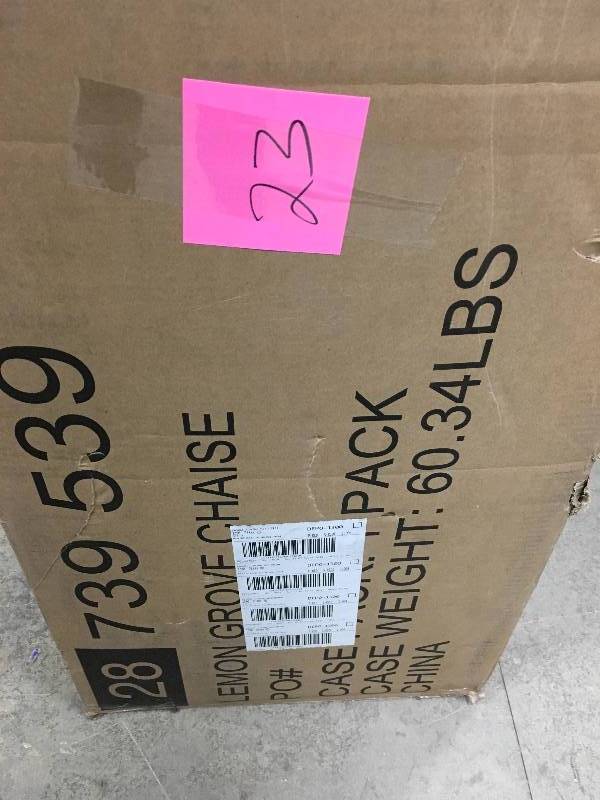 23
28 739 539
LEMON GROVE CHAISE
PO#
CASE PACK: 1 PACK
CASE WEIGHT: 60.34LBS
CHINA